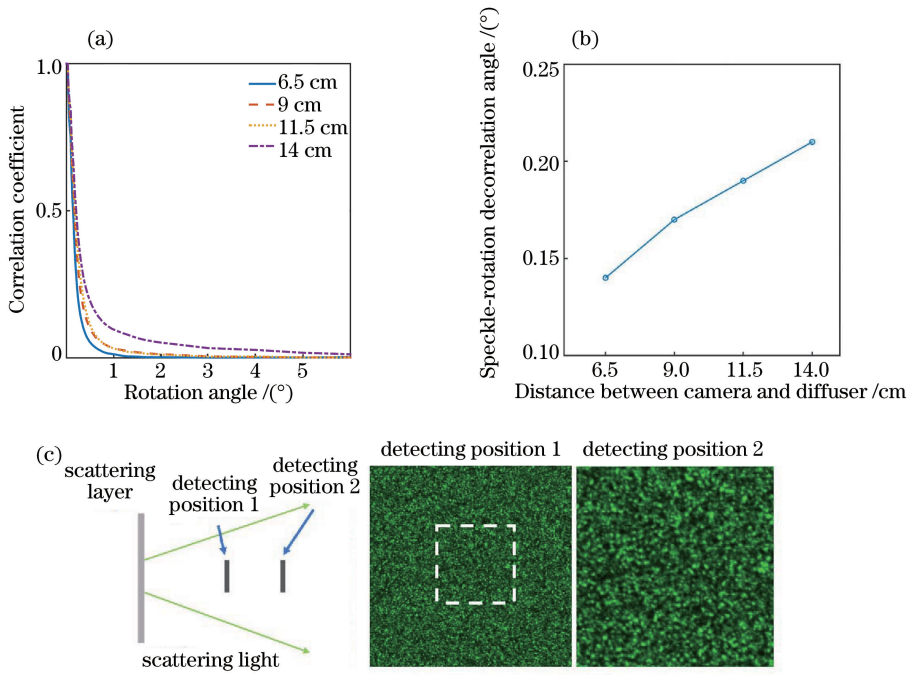 (a)
Correlation coefficient
1.0
0.5
0
1
2
3
4
5
Rotation angle /(°)
6.5 cm
9 cm
11.5 cm
14 cm
(b)
Speckle-rotation decorrelation angle /(°)
0.25
0.20
0.15
0.10
6.5
9.0
11.5
14.0
Distance between camera and diffuser /cm
(c)
scattering
layer
detecting
position 1
detecting
position 2
scattering light
detecting position 1
detecting position 2